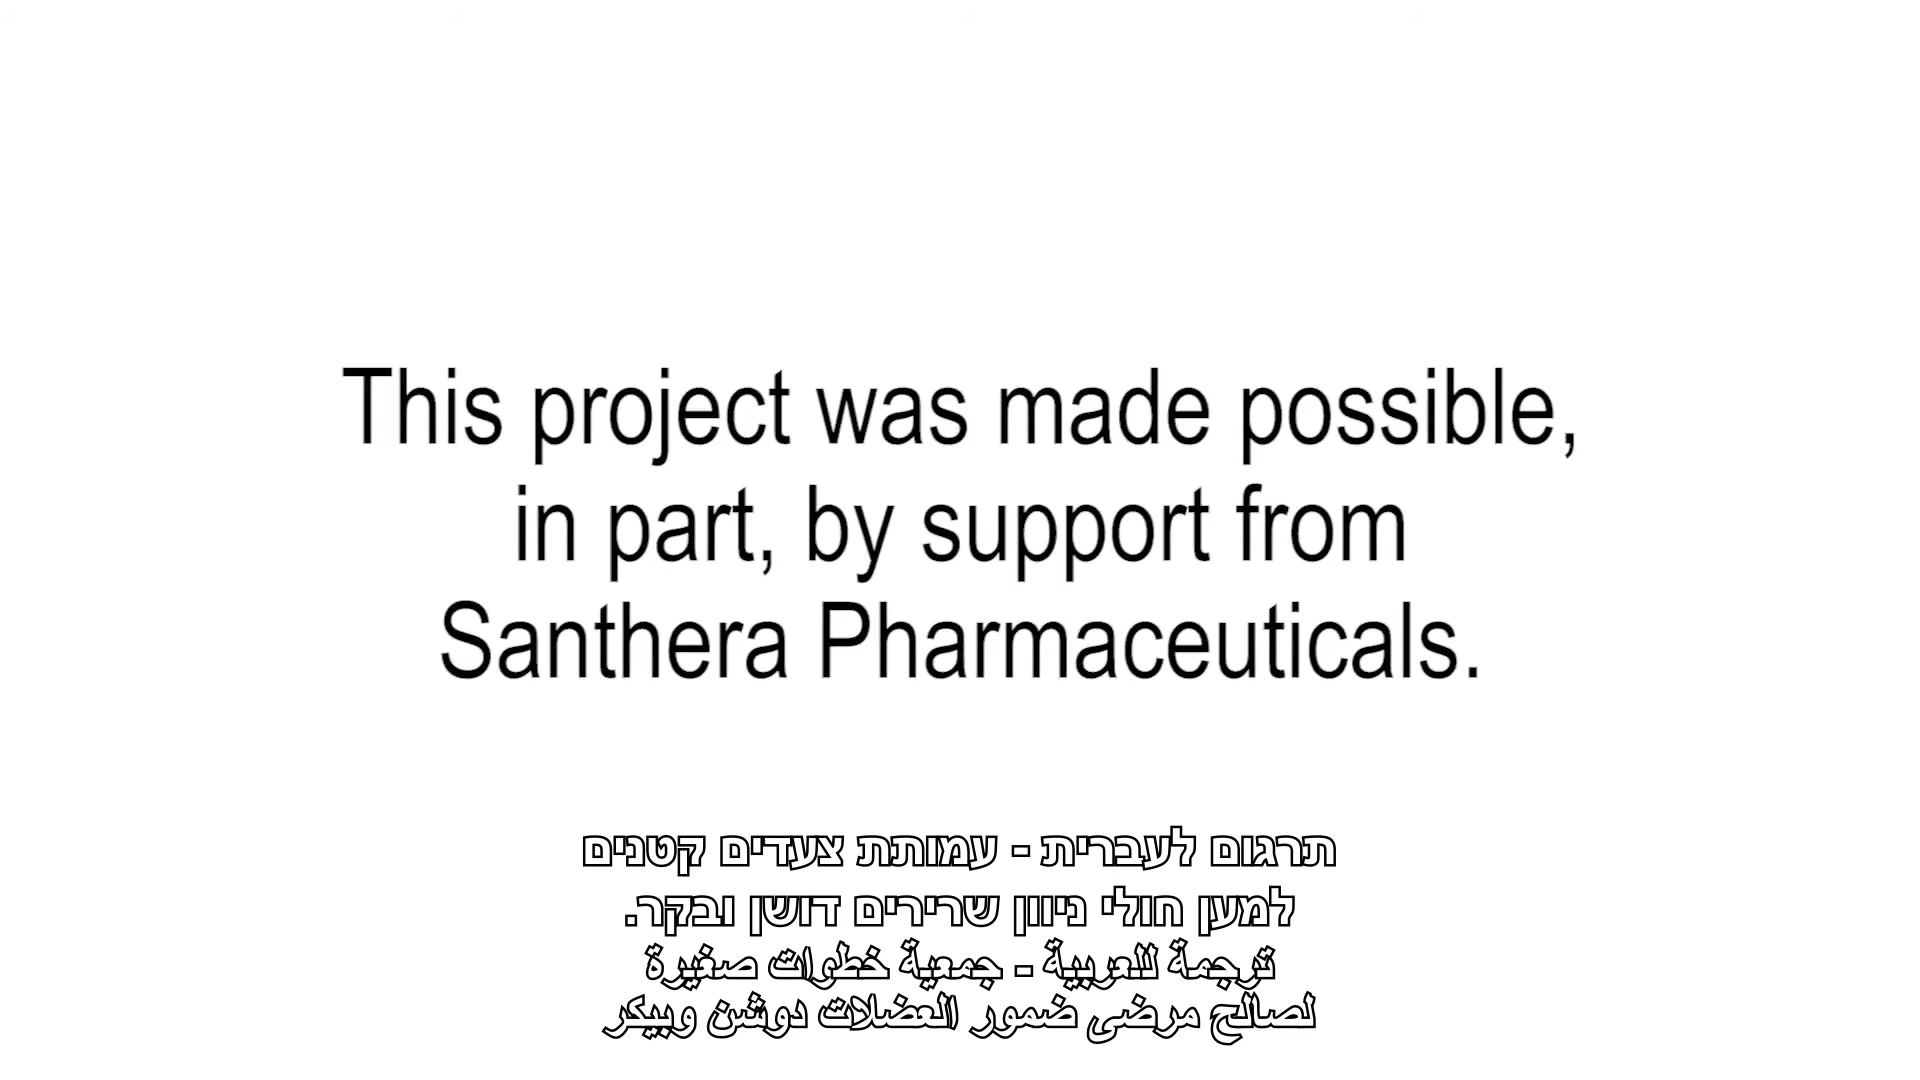 This project was made possible,
in part, by support from
Santhera Pharmaceuticals.
תרגום לעברית - עמותת צעדים קטנים
למען חולי ניוון שרירים דושן ובקר.
ترجمة للعربية - جمعية خطوات صغيرة
لصالح مرضى ضمور العضلات دوشن وبيكر